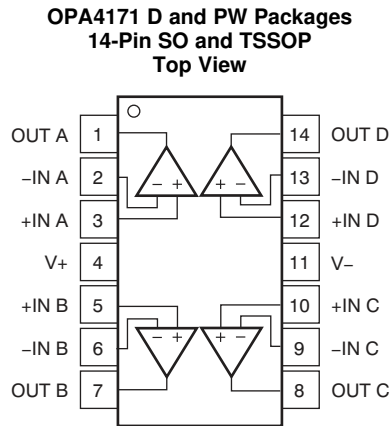 OPA4171 D and PW Packages
14-Pin SO and TSSOP
Top View
OUT A 1 14 OUT D
−IN A 2 13 −IN D
− + + −
+IN A 3 12 +IN D
V+ 4 11 V−
+IN B 5 10 +IN C
− + + −
−IN B 6 9 −IN C
OUT B 7 8 OUT C